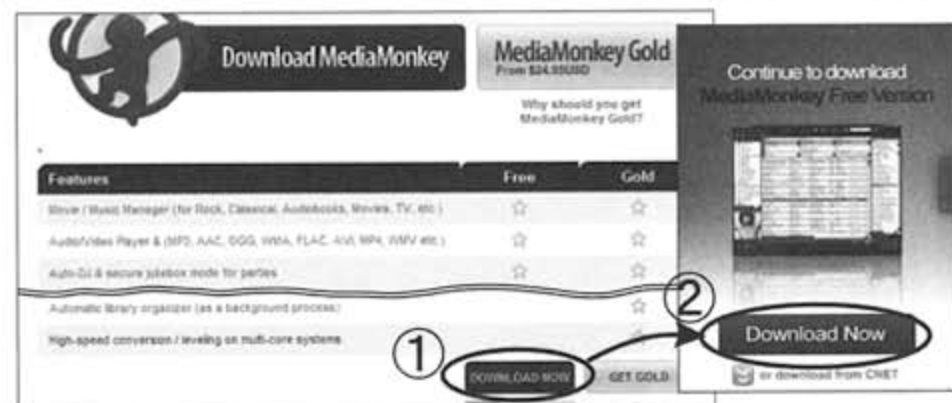 Download MediaMonkey
MediaMonkey Gold
From $24.95USD
Why should you get
MediaMonkey Gold?
Features Free Gold
Movie / Music Manager (for Rock, Classical, Audiobooks, Movies, TV, etc.)
Audio/Video Player & (MP3, AAC, OGG, WMA, FLAC, AVI, MP4, WMV etc.)
Auto-DJ & secure jukebox mode for parties
Automatic library organizer (as a background process)
High-speed conversion / leveling on multi-core systems
①
DOWNLOAD NOW
GET GOLD
Continue to download
MediaMonkey Free Version
②
Download Now
or download from CNET